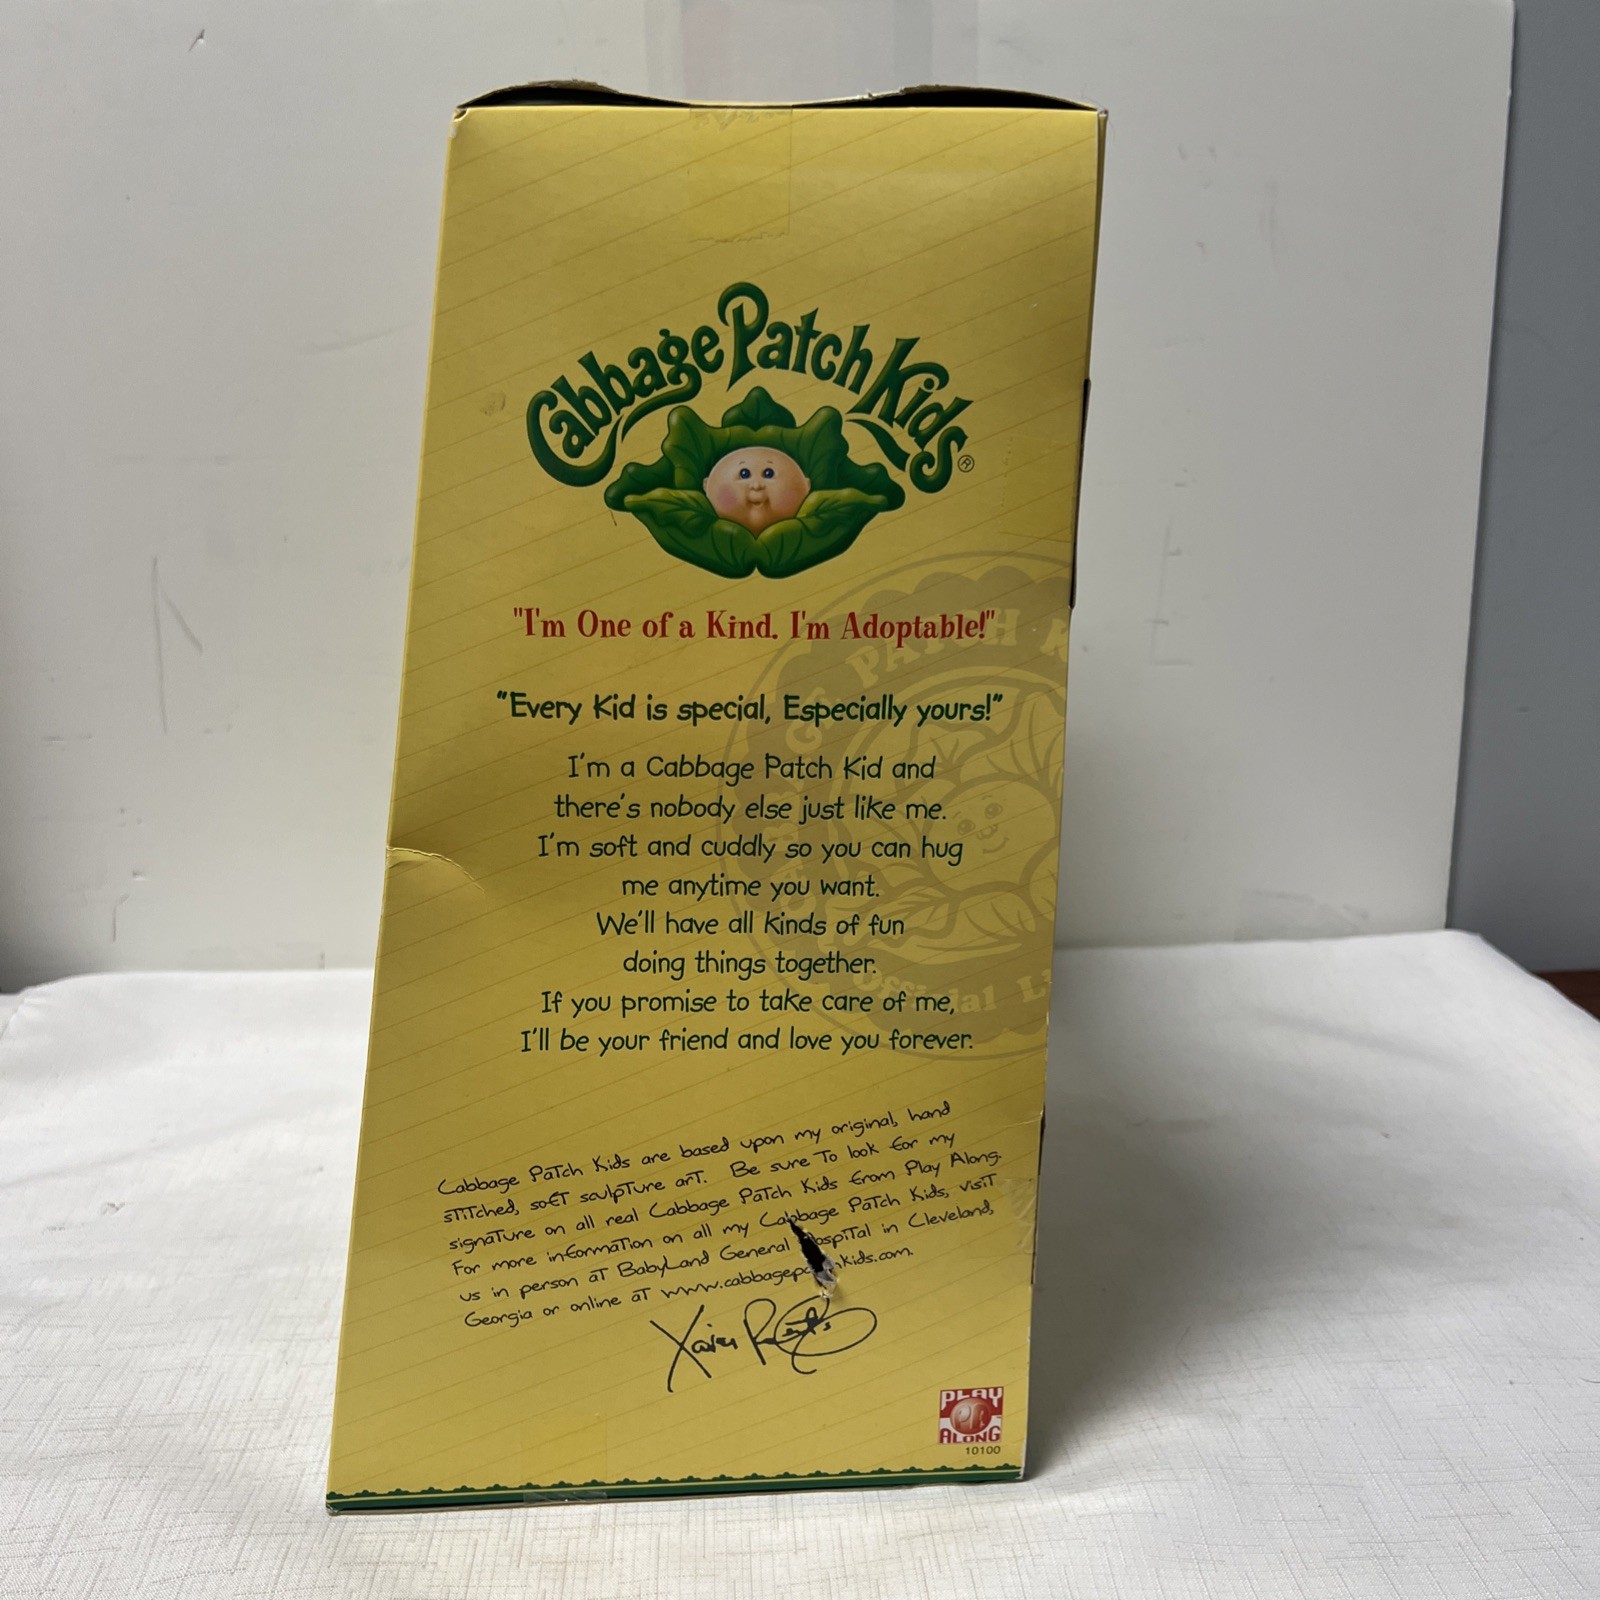 Cabbage Patch Kids®
"I'm One of a Kind. I'm Adoptable!"
"Every Kid is special, Especially yours!"
I'm a Cabbage Patch Kid and
there's nobody else just like me.
I'm soft and cuddly so you can hug
me anytime you want.
We'll have all kinds of fun
doing things together.
If you promise to take care of me,
I'll be your friend and love you forever.
Cabbage Patch Kids are based upon my original, hand
stitched, soft sculpture art. Be sure to look for my
signature on all real Cabbage Patch Kids from Play Along.
For more information on all my Cabbage Patch Kids, visit
us in person at BabyLand General Hospital in Cleveland,
Georgia or online at www.cabbagepatchkids.com.
Xavier Roberts
PLAY
PA
ALONG
10100
PATCH
Official